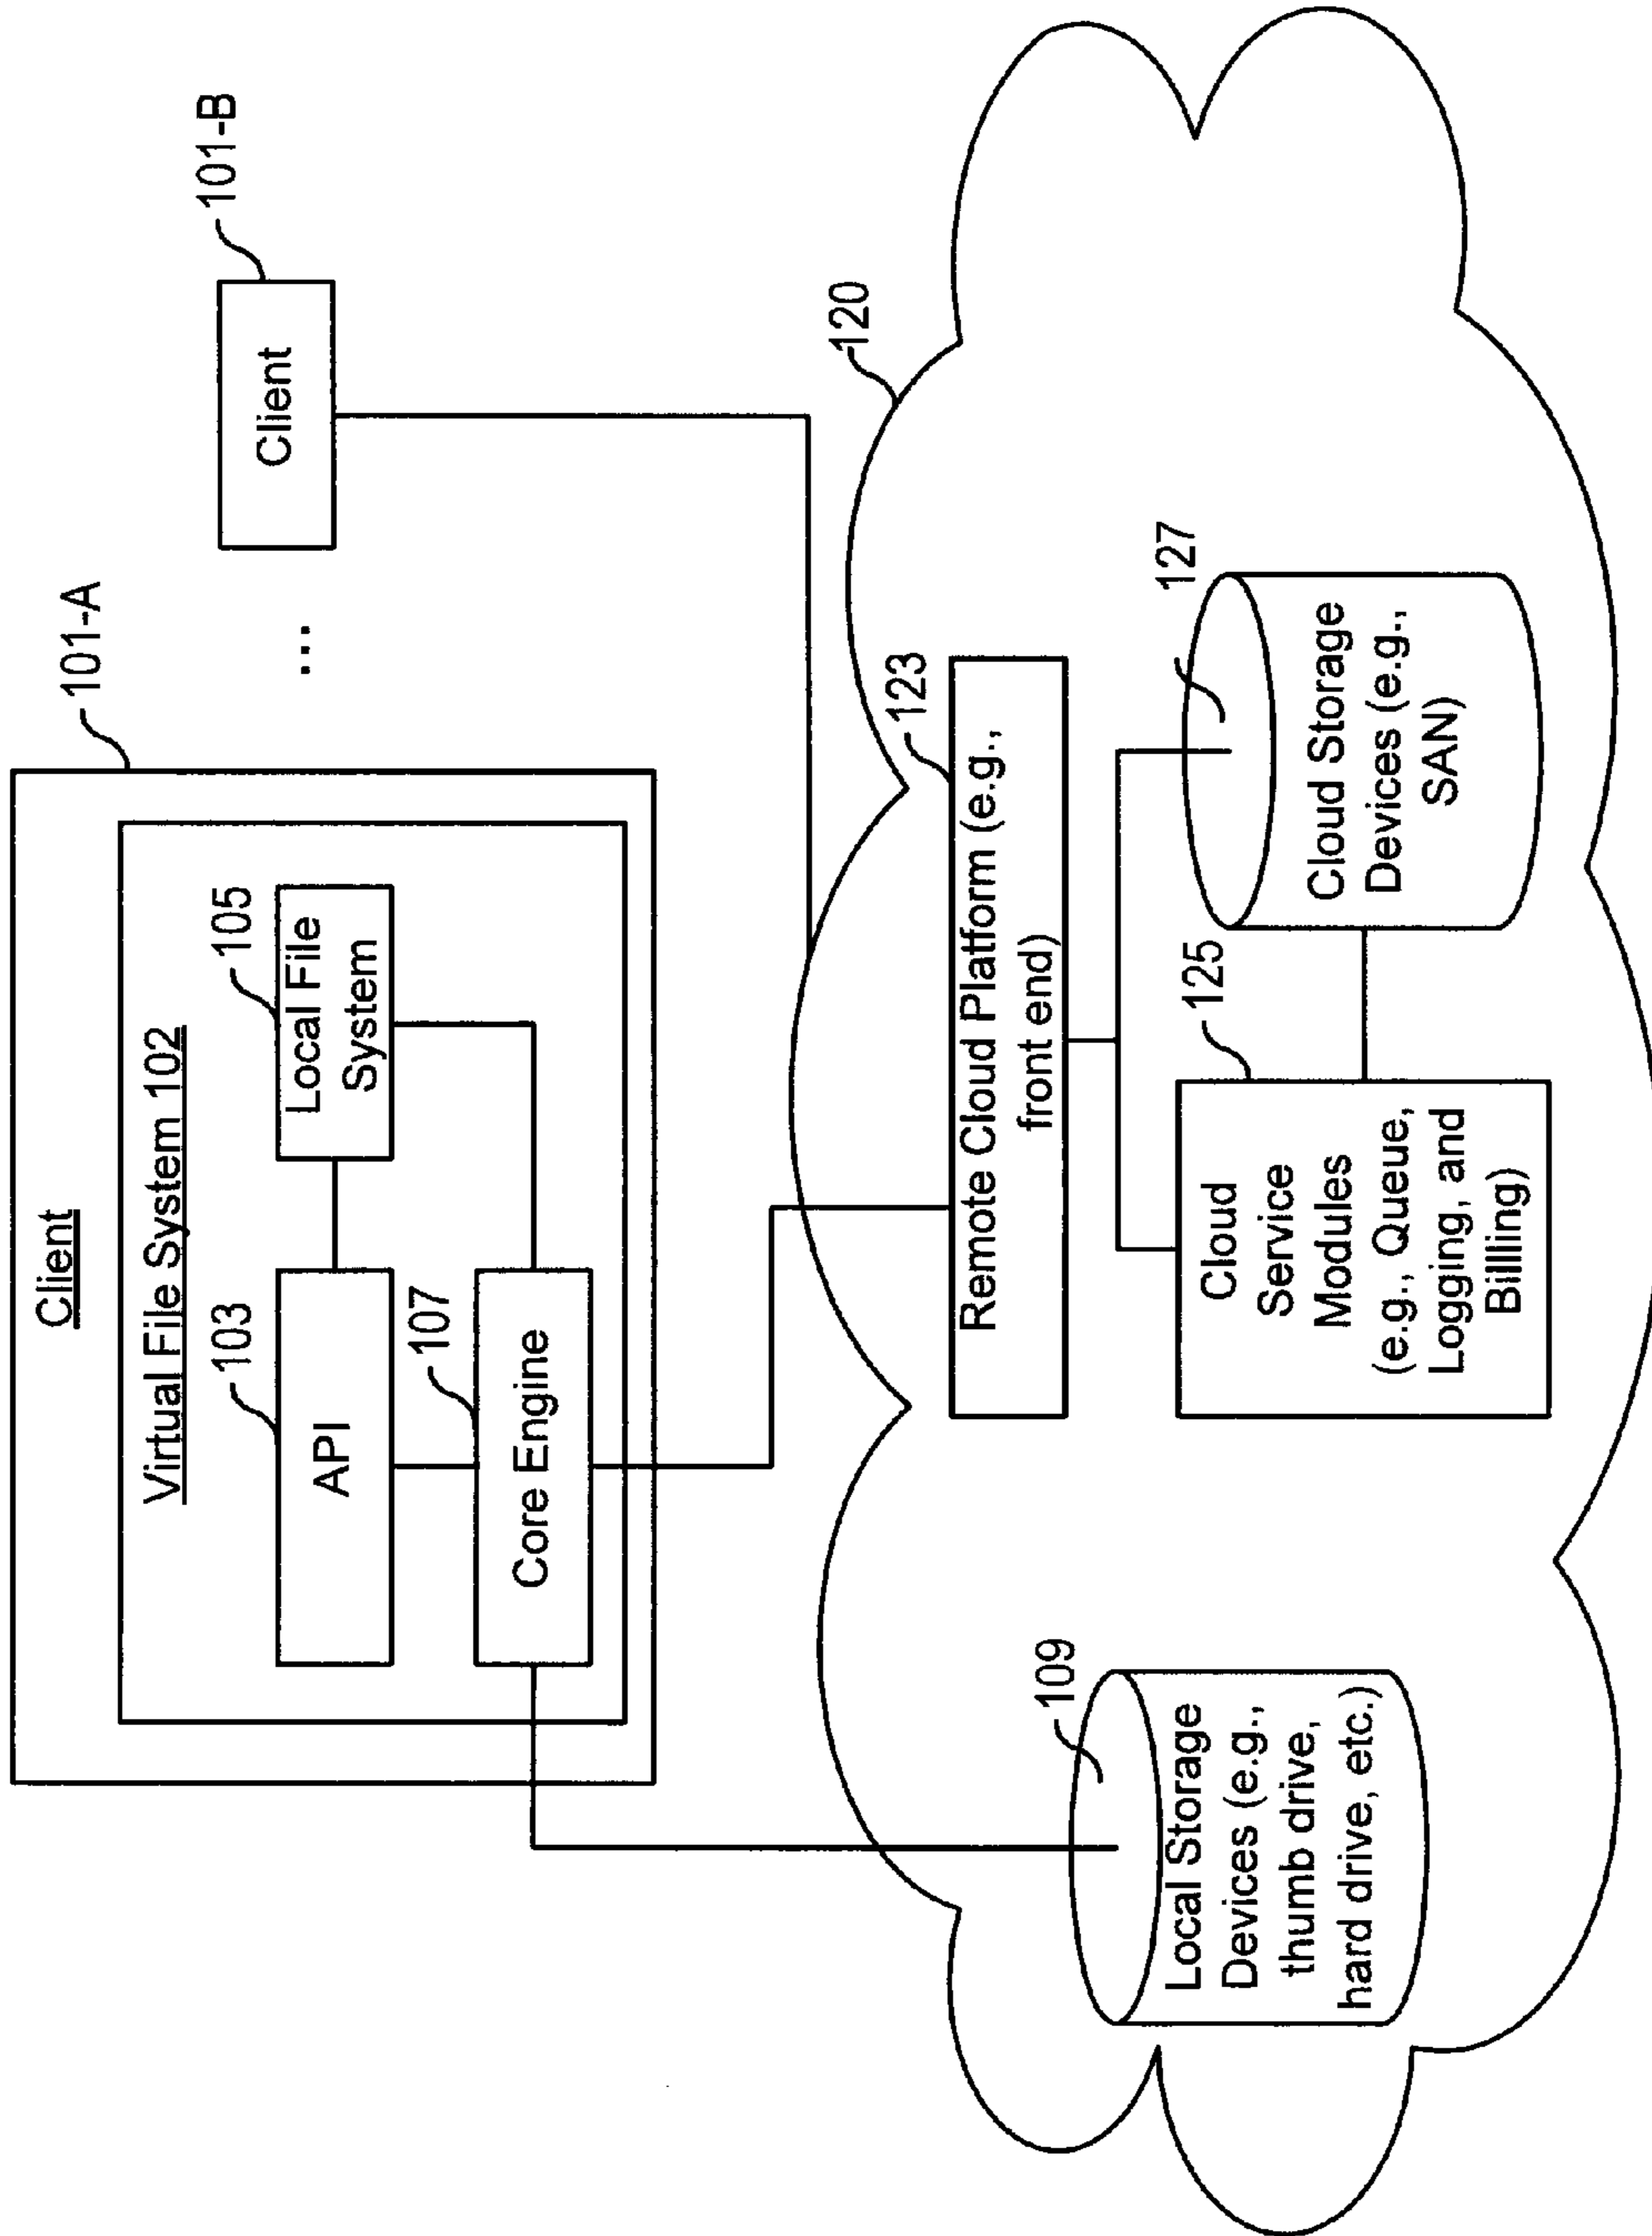 Client
101-A
Virtual File System 102
103
API
105
Local File
System
107
Core Engine
...
101-B
Client
120
109
Local Storage
Devices (e.g.,
thumb drive,
hard drive, etc.)
123
Remote Cloud Platform (e.g.,
front end)
125
Cloud
Service
Modules
(e.g., Queue,
Logging, and
Billling)
127
Cloud Storage
Devices (e.g.,
SAN)